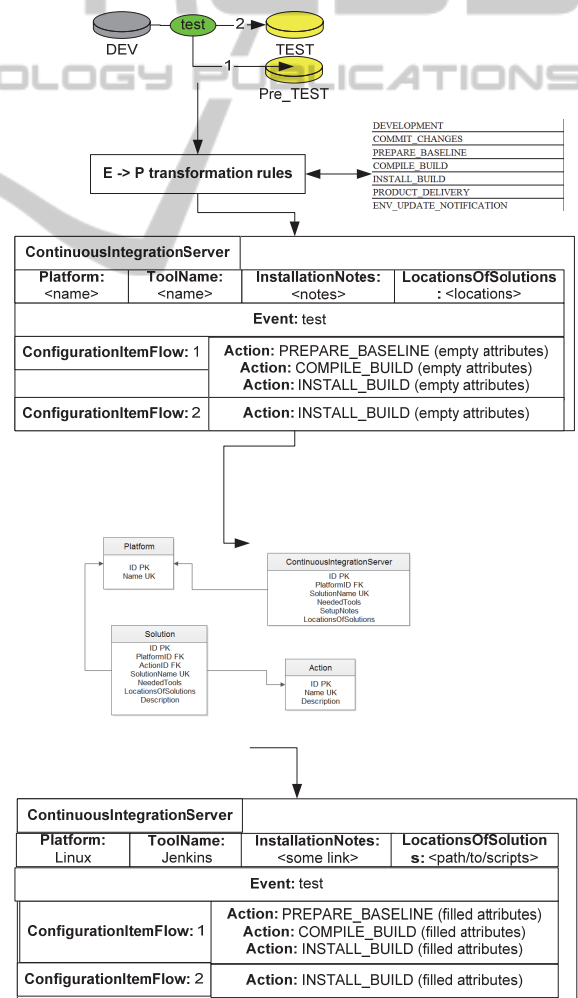 test
2
DEV
TEST
1
OLOGY PUBLICATIONS
Pre_TEST
DEVELOPMENT
COMMIT_CHANGES
PREPARE_BASELINE
COMPILE_BUILD
INSTALL_BUILD
PRODUCT_DELIVERY
ENV_UPDATE_NOTIFICATION
E -> P transformation rules
ContinuousIntegrationServer
Platform:
<name>
ToolName:
<name>
InstallationNotes:
<notes>
LocationsOfSolutions
: <locations>
Event: test
ConfigurationItemFlow: 1
Action: PREPARE_BASELINE (empty attributes)
Action: COMPILE_BUILD (empty attributes)
Action: INSTALL_BUILD (empty attributes)
ConfigurationItemFlow: 2
Action: INSTALL_BUILD (empty attributes)
Platform
ID PK
Name UK
ContinuousIntegrationServer
ID PK
PlatformID FK
SolutionName UK
NeededTools
SetupNotes
LocationsOfSolutions
Solution
ID PK
PlatformID FK
ActionID FK
SolutionName UK
NeededTools
LocationsOfSolutions
Description
Action
ID PK
Name UK
Description
ContinuousIntegrationServer
Platform:
Linux
ToolName:
Jenkins
InstallationNotes:
<some link>
LocationsOfSolution
s: <path/to/scripts>
Event: test
ConfigurationItemFlow: 1
Action: PREPARE_BASELINE (filled attributes)
Action: COMPILE_BUILD (filled attributes)
Action: INSTALL_BUILD (filled attributes)
ConfigurationItemFlow: 2
Action: INSTALL_BUILD (filled attributes)